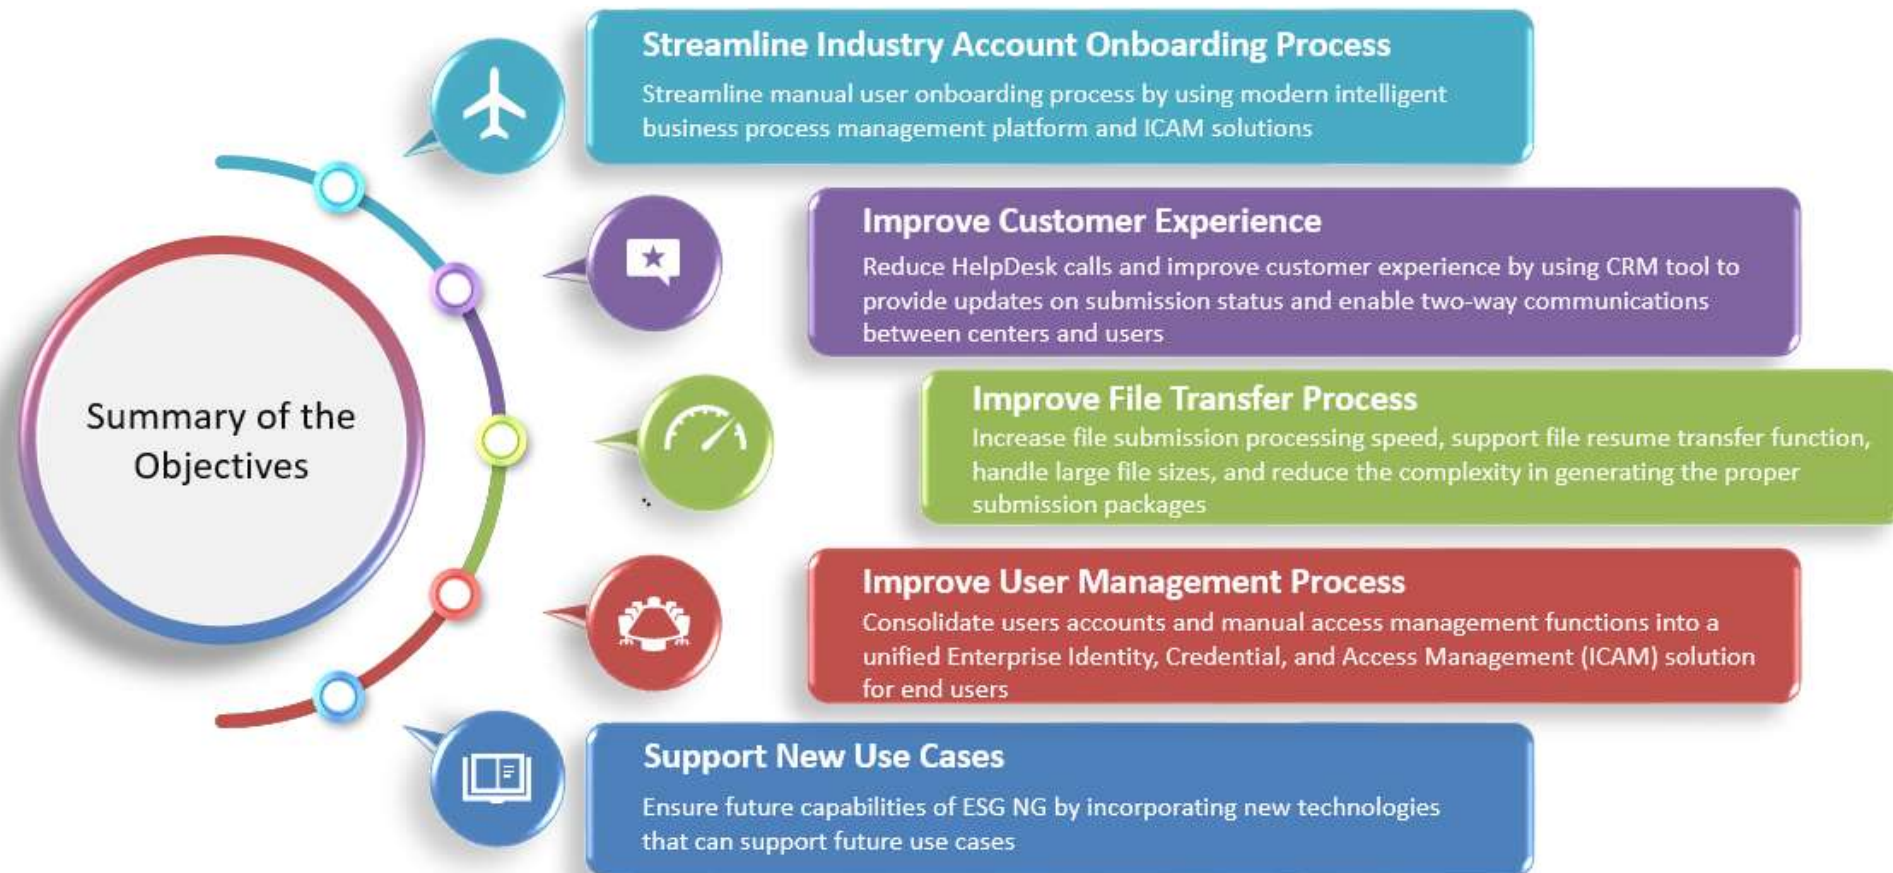 Summary of the
Objectives
Streamline Industry Account Onboarding Process
Streamline manual user onboarding process by using modern intelligent
business process management platform and ICAM solutions
Improve Customer Experience
Reduce HelpDesk calls and improve customer experience by using CRM tool to
provide updates on submission status and enable two-way communications
between centers and users
Improve File Transfer Process
Increase file submission processing speed, support file resume transfer function,
handle large file sizes, and reduce the complexity in generating the proper
submission packages
Improve User Management Process
Consolidate users accounts and manual access management functions into a
unified Enterprise Identity, Credential, and Access Management (ICAM) solution
for end users
Support New Use Cases
Ensure future capabilities of ESG NG by incorporating new technologies
that can support future use cases